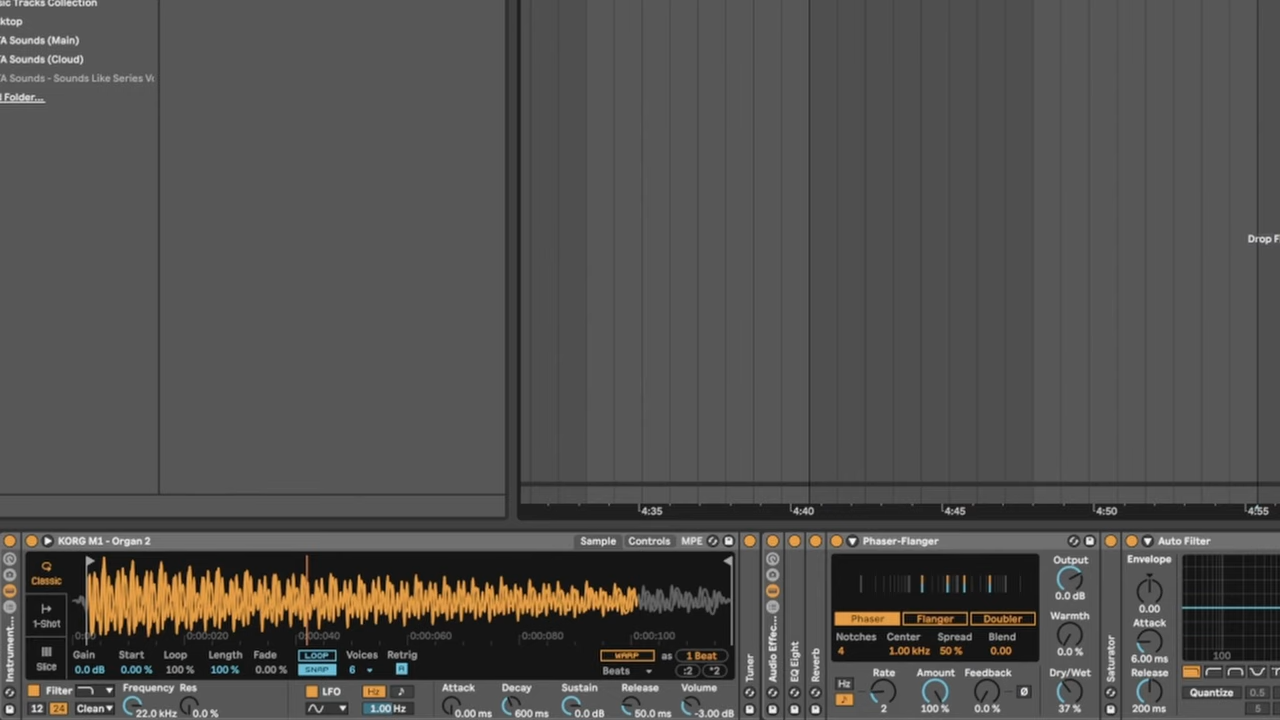 sic Tracks Collection
ktop
TA Sounds (Main)
TA Sounds (Cloud)
TA Sounds - Sounds Like Series Vo
l Folder...
Drop F
4:35 4:40 4:45 4:50 4:55
KORG M1 - Organ 2 Sample Controls MPE
Classic
1-Shot
Slice
0:00 0:00:020 0:00:040 0:00:060 0:00:080 0:00:100
Gain Start Loop Length Fade LOOP Voices Retrig WARP as 1 Beat
0.0 dB 0.00 % 100 % 100 % 0.00 % SNAP 6 R Beats :2 *2
Filter Frequency Res LFO Hz Attack Decay Sustain Release Volume
12 24 Clean 22.0 kHz 0.0 % 1.00 Hz 0.00 ms 600 ms 0.0 dB 50.0 ms -3.00 dB
Instrument...
Tuner
Audio Effec...
EQ Eight
Reverb
Phaser-Flanger
Phaser Flanger Doubler
Notches Center Spread Blend
4 1.00 kHz 50 % 0.00
Hz Rate Amount Feedback
2 100 % 0.0 % Ø
Output
0.0 dB
Warmth
0.0 %
Dry/Wet
37 %
Saturator
Auto Filter
Envelope
0.00
Attack
6.00 ms
Release
200 ms
100
Quantize 0.5
5